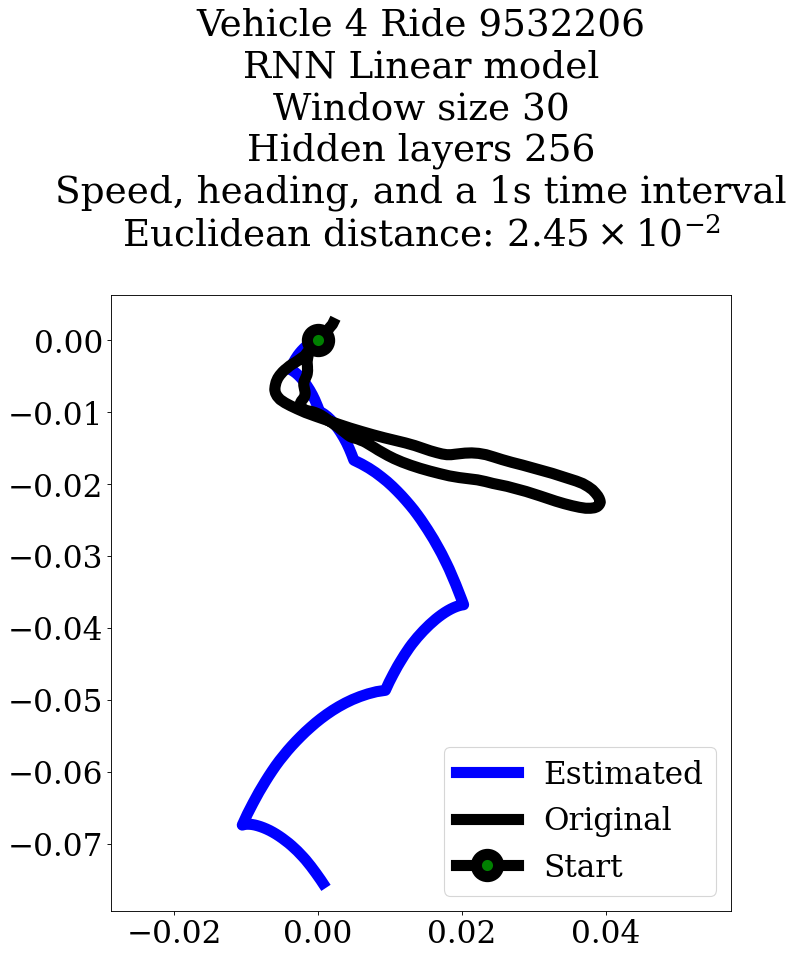 Vehicle 4 Ride 9532206
RNN Linear model
Window size 30
Hidden layers 256
Speed, heading, and a 1s time interval
Euclidean distance: 2.45 × 10⁻²
0.00
−0.01
−0.02
−0.03
−0.04
−0.05
−0.06
−0.07
Estimated
Original
Start
−0.02 0.00 0.02 0.04